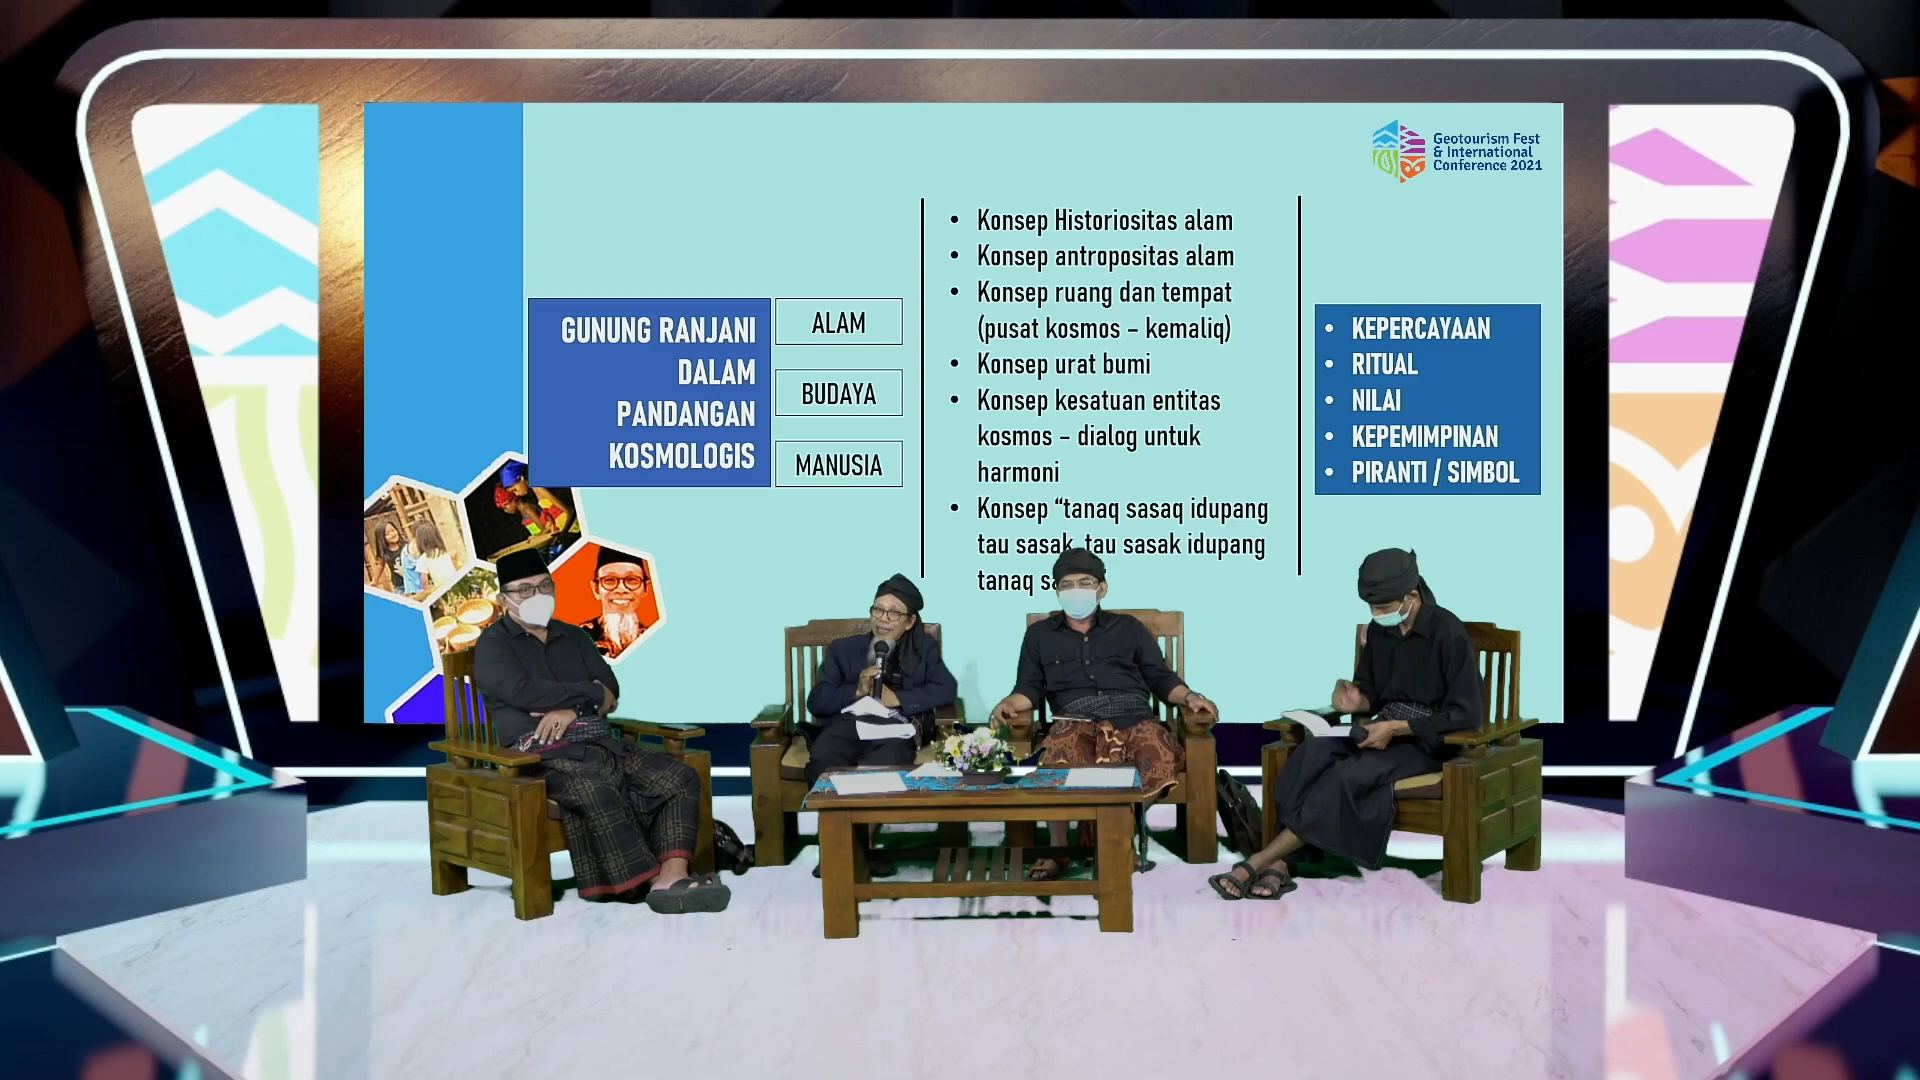 Geotourism Fest
& International
Conference 2021
GUNUNG RANJANI
DALAM
PANDANGAN
KOSMOLOGIS
ALAM
BUDAYA
MANUSIA
• Konsep Historiositas alam
• Konsep antropositas alam
• Konsep ruang dan tempat
(pusat kosmos – kemaliq)
• Konsep urat bumi
• Konsep kesatuan entitas
kosmos – dialog untuk
harmoni
• Konsep “tanaq sasaq idupang
tau sasak, tau sasak idupang
tanaq
• KEPERCAYAAN
• RITUAL
• NILAI
• KEPEMIMPINAN
• PIRANTI / SIMBOL